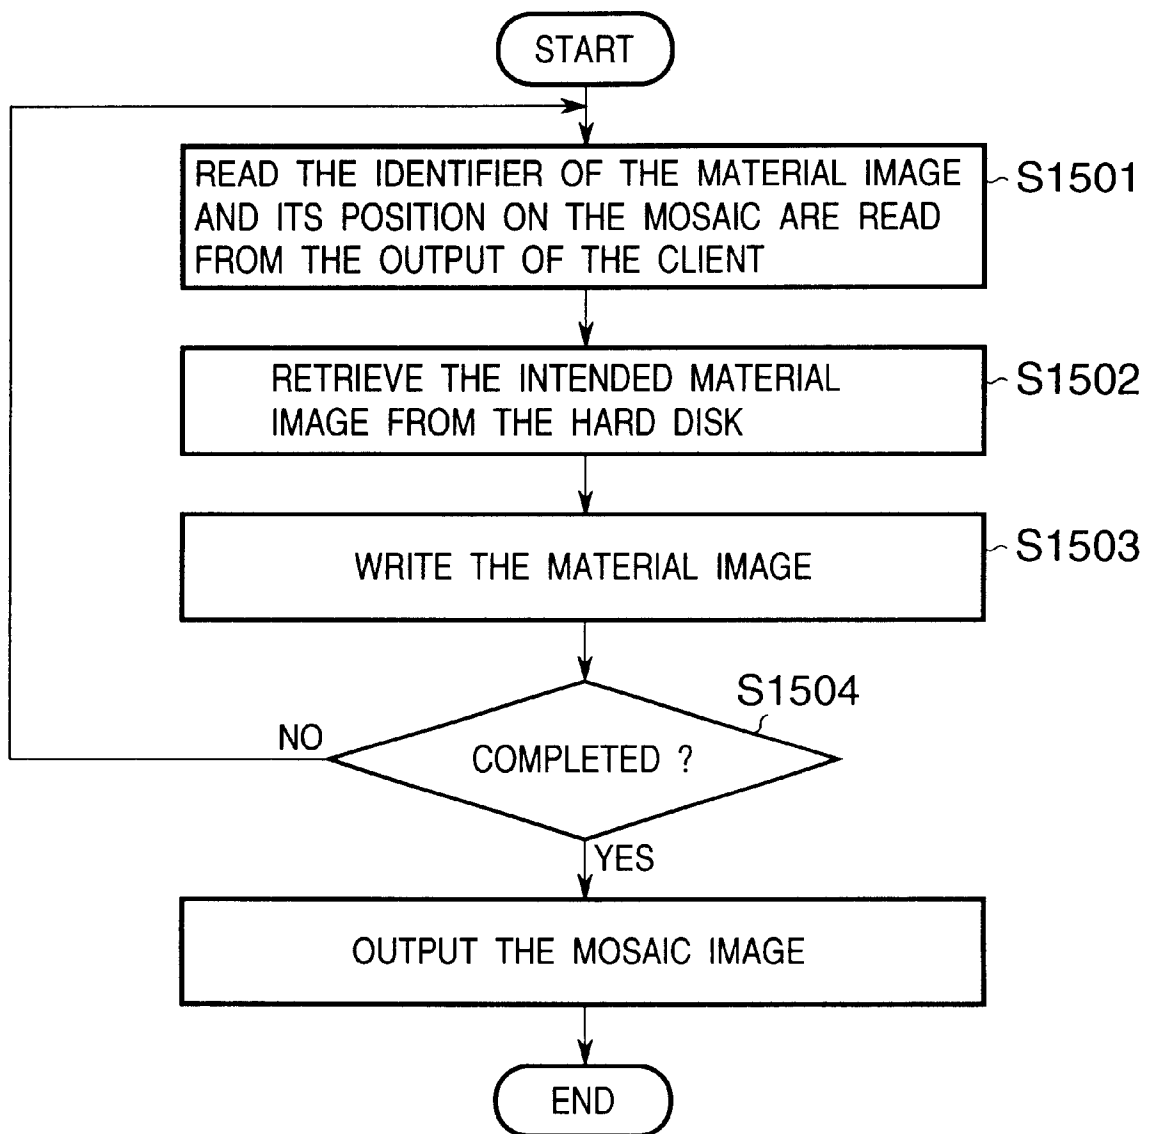 START
READ THE IDENTIFIER OF THE MATERIAL IMAGE
AND ITS POSITION ON THE MOSAIC ARE READ
FROM THE OUTPUT OF THE CLIENT
S1501
RETRIEVE THE INTENDED MATERIAL
IMAGE FROM THE HARD DISK
S1502
WRITE THE MATERIAL IMAGE
S1503
S1504
NO
COMPLETED ?
YES
OUTPUT THE MOSAIC IMAGE
END